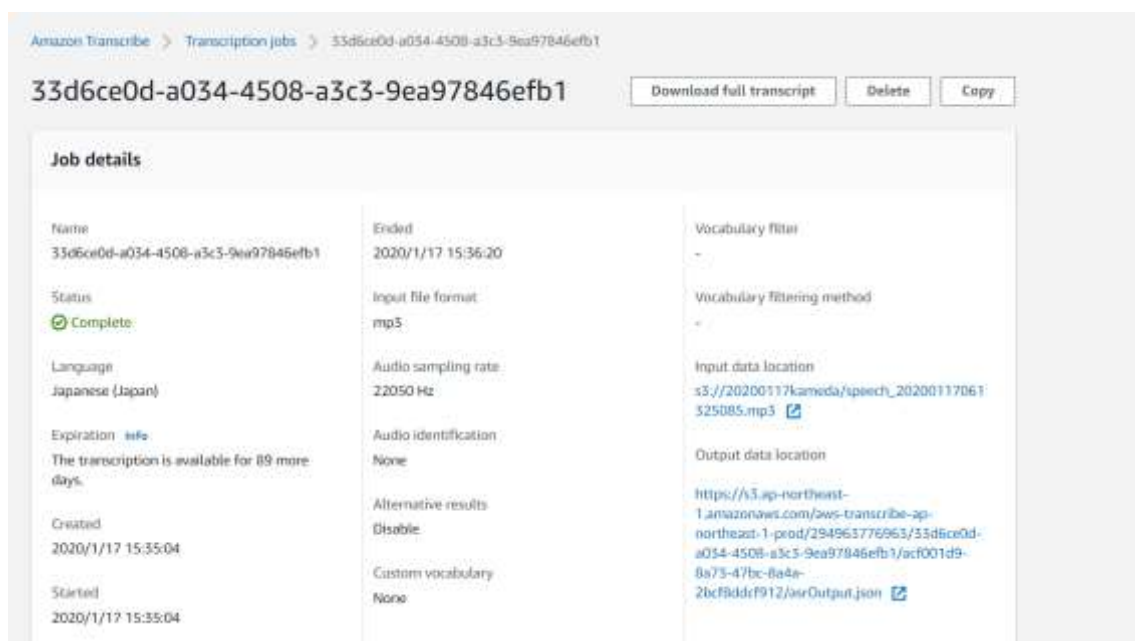 Amazon Transcribe > Transcription jobs > 33d6ce0d-a034-4508-a3c3-9ea97846efb1
33d6ce0d-a034-4508-a3c3-9ea97846efb1
Download full transcript
Delete
Copy
Job details
Name
33d6ce0d-a034-4508-a3c3-9ea97846efb1
Status
Complete
Language
Japanese (Japan)
Expiration Info
The transcription is available for 89 more
days.
Created
2020/1/17 15:35:04
Started
2020/1/17 15:35:04
Ended
2020/1/17 15:36:20
Input file format
mp3
Audio sampling rate
22050 Hz
Audio identification
None
Alternative results
Disable
Custom vocabulary
None
Vocabulary filter
-
Vocabulary filtering method
-
Input data location
s3://20200117kameda/speech_20200117061
325085.mp3
Output data location
https://s3.ap-northeast-
1.amazonaws.com/aws-transcribe-ap-
northeast-1-prod/294963776963/33d6ce0d-
a034-4508-a3c3-9ea97846efb1/acf001d9-
8a73-47bc-8a4a-
2bcf8ddcf912/asrOutput.json